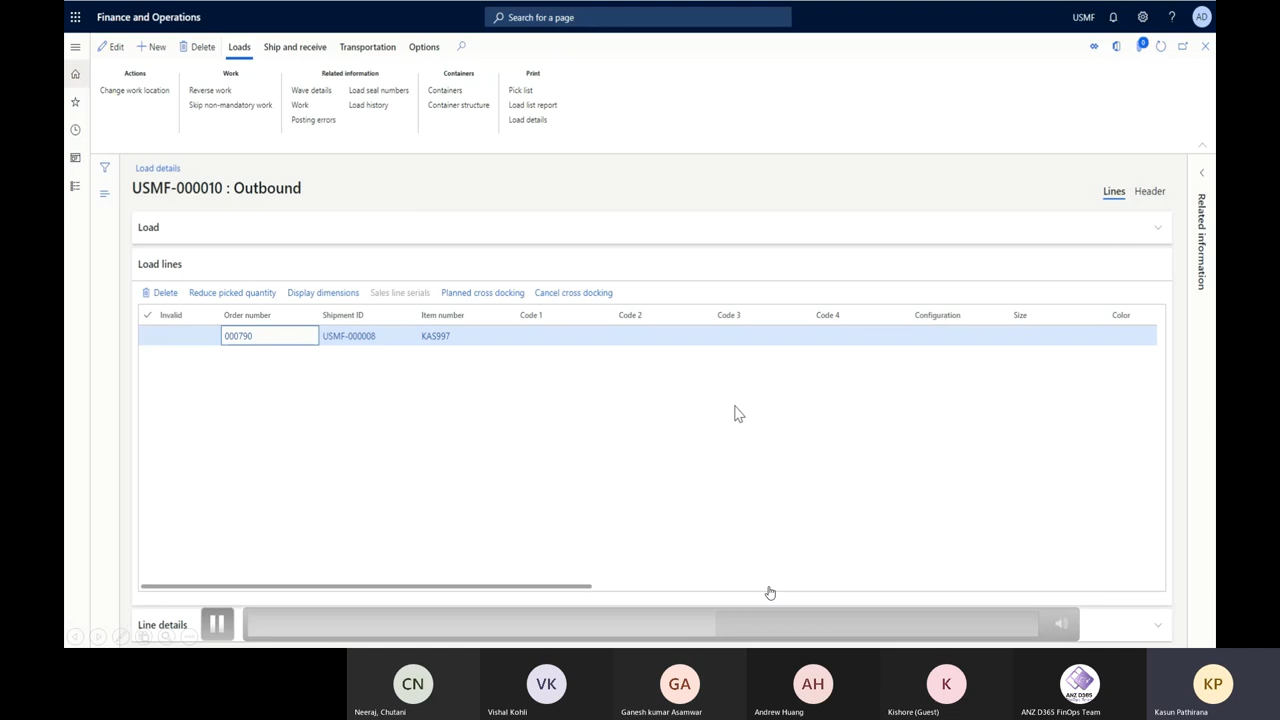 Finance and Operations
Search for a page
USMF
AD
Edit
New
Delete
Loads
Ship and receive
Transportation
Options
0
Actions
Work
Related information
Containers
Print
Change work location
Reverse work
Wave details
Load seal numbers
Containers
Pick list
Skip non-mandatory work
Work
Load history
Container structure
Load list report
Posting errors
Load details
Load details
USMF-000010 : Outbound
Lines
Header
Related information
Load
Load lines
Delete
Reduce picked quantity
Display dimensions
Sales line serials
Planned cross docking
Cancel cross docking
Invalid
Order number
Shipment ID
Item number
Code 1
Code 2
Code 3
Code 4
Configuration
Size
Color
000790
USMF-000008
KAS997
Line details
CN
VK
GA
AH
K
ANZ D365
KP
Neeraj, Chutani
Vishal Kohli
Ganesh kumar Asamwar
Andrew Huang
Kishore (Guest)
ANZ D365 FinOps Team
Kasun Pathirana